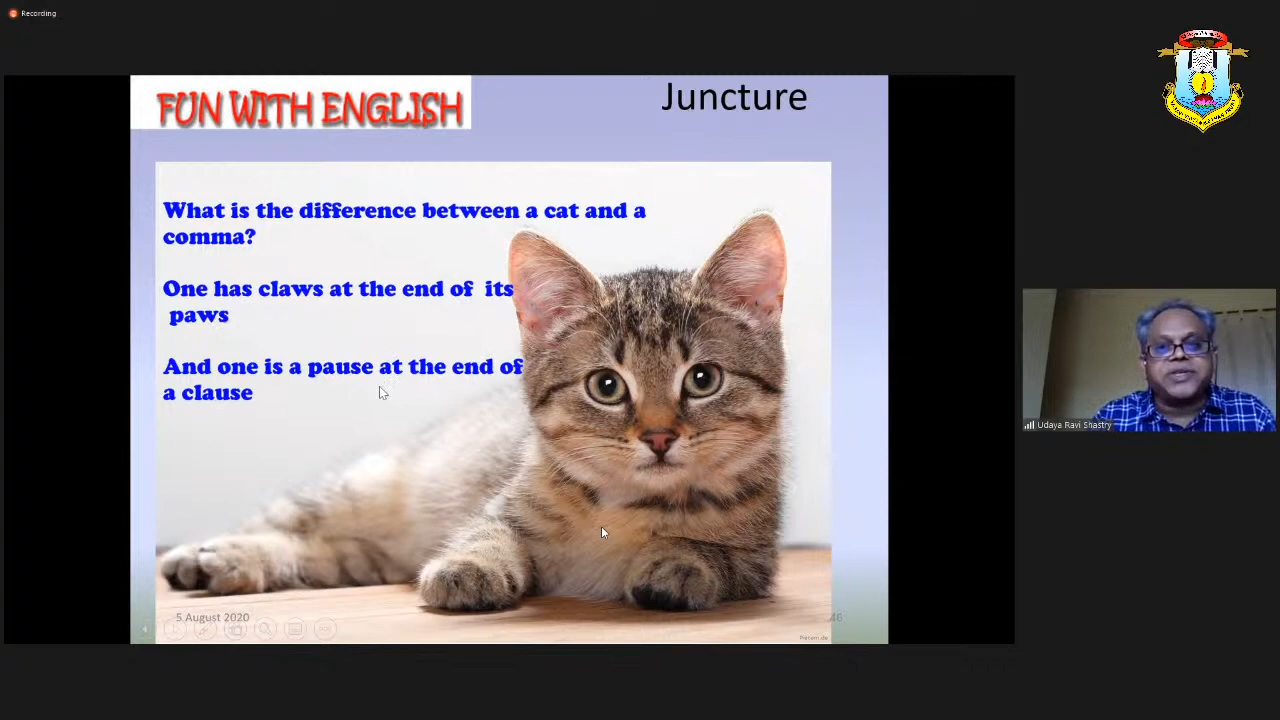 Recording
FUN WITH ENGLISH
Juncture
What is the difference between a cat and a
comma?
One has claws at the end of its
paws
And one is a pause at the end of
a clause
Udaya Ravi Shastry
5 August 2020
46